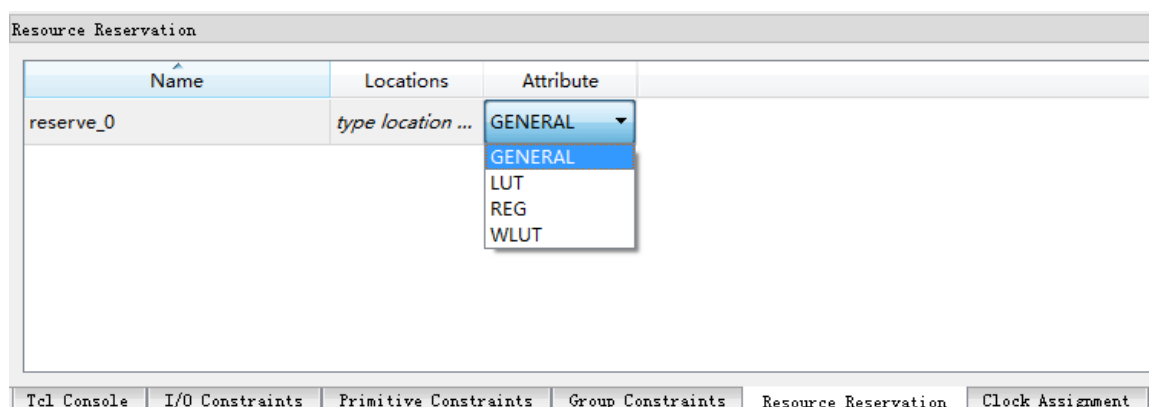 Resource Reservation
Name Locations Attribute
reserve_0 type location ... GENERAL
GENERAL
LUT
REG
WLUT
Tcl Console I/O Constraints Primitive Constraints Group Constraints Resource Reservation Clock Assignment